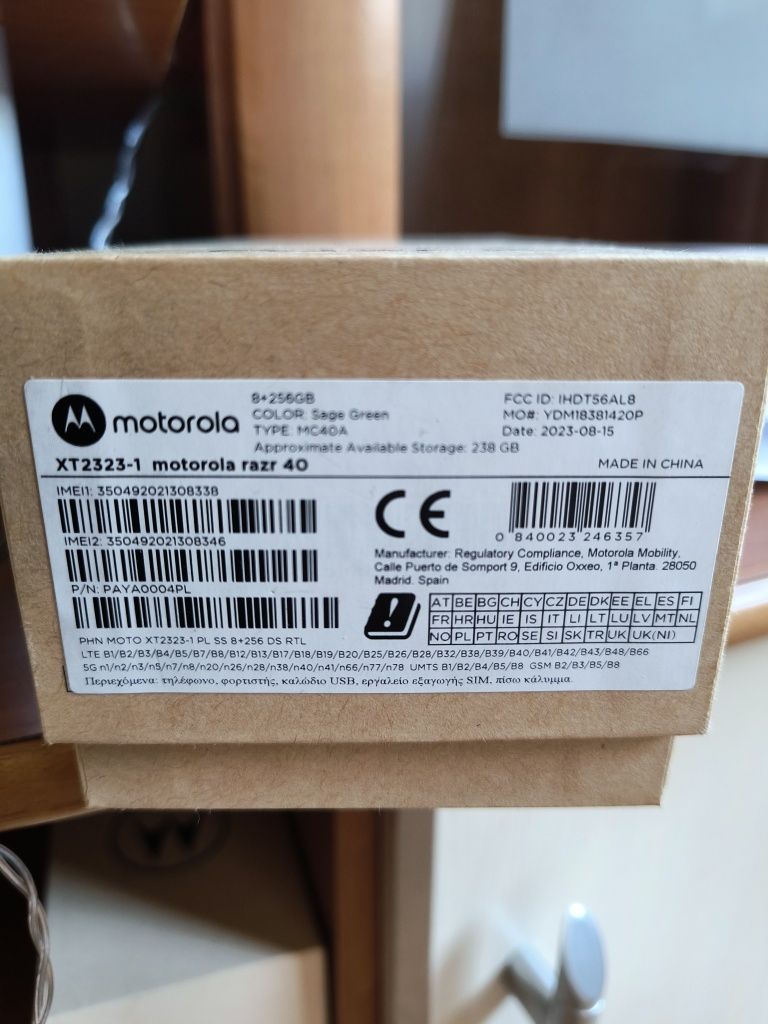 motorola
8+256GB
COLOR: Sage Green
TYPE: MC40A
Approximate Available Storage: 238 GB
FCC ID: IHDT56AL8
MO#: YDM18381420P
Date: 2023-08-15
XT2323-1 motorola razr 40
MADE IN CHINA
IMEI1: 350492021308338
IMEI2: 350492021308346
P/N: PAYA0004PL
CE
0 840023 246357
Manufacturer: Regulatory Compliance, Motorola Mobility,
Calle Puerto de Somport 9, Edificio Oxxeo, 1ª Planta. 28050
Madrid. Spain
AT BE BG CH CY CZ DE DK EE EL ES FI
FR HR HU IE IS IT LI LT LU LV MT NL
NO PL PT RO SE SI SK TR UK UK(NI)
PHN MOTO XT2323-1 PL SS 8+256 DS RTL
LTE B1/B2/B3/B4/B5/B7/B8/B12/B13/B17/B18/B19/B20/B25/B26/B28/B32/B38/B39/B40/B41/B42/B43/B48/B66
5G n1/n2/n3/n5/n7/n8/n20/n26/n28/n38/n40/n41/n66/n77/n78 UMTS B1/B2/B4/B5/B8 GSM B2/B3/B5/B8
Περιεχόμενα: τηλέφωνο, φορτιστής, καλώδιο USB, εργαλείο εξαγωγής SIM, πίσω κάλυμμα.